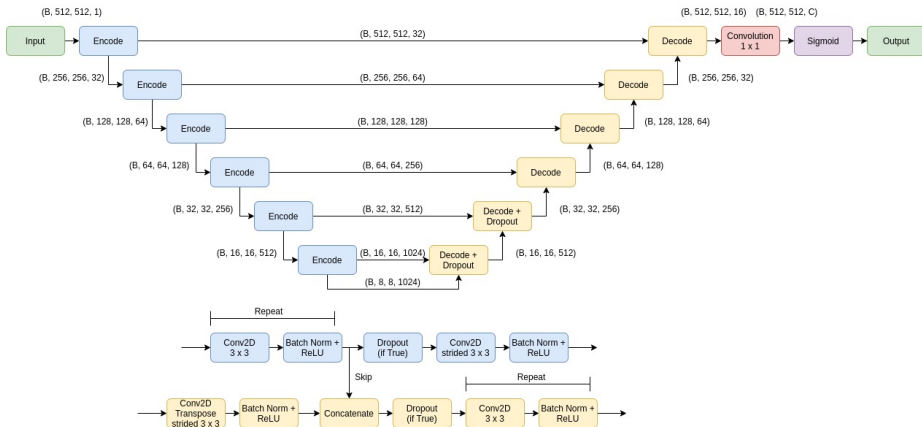 (B, 512, 512, 1)
(B, 512, 512, 16)
(B, 512, 512, C)
Input
Encode
(B, 512, 512, 32)
Decode
Convolution
1 x 1
Sigmoid
Output
(B, 256, 256, 32)
Encode
(B, 256, 256, 64)
Decode
(B, 256, 256, 32)
(B, 128, 128, 64)
Encode
(B, 128, 128, 128)
Decode
(B, 128, 128, 64)
(B, 64, 64, 128)
Encode
(B, 64, 64, 256)
Decode
(B, 64, 64, 128)
(B, 32, 32, 256)
Encode
(B, 32, 32, 512)
Decode +
Dropout
(B, 32, 32, 256)
(B, 16, 16, 512)
Encode
(B, 16, 16, 1024)
Decode +
Dropout
(B, 16, 16, 512)
(B, 8, 8, 1024)
Repeat
Conv2D
3 x 3
Batch Norm +
ReLU
Dropout
(if True)
Conv2D
strided 3 x 3
Batch Norm +
ReLU
Skip
Repeat
Conv2D
Transpose
strided 3 x 3
Batch Norm +
ReLU
Concatenate
Dropout
(if True)
Conv2D
3 x 3
Batch Norm +
ReLU